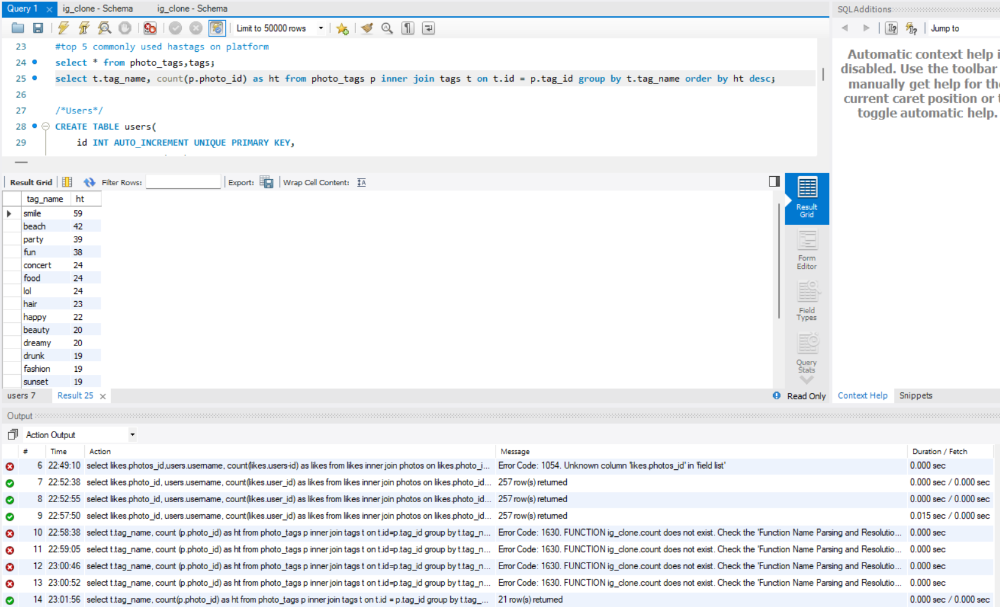 Query 1
ig_clone - Schema
ig_clone - Schema
Limit to 50000 rows
23 #top 5 commonly used hastags on platform
24 select * from photo_tags,tags;
25 select t.tag_name, count(p.photo_id) as ht from photo_tags p inner join tags t on t.id = p.tag_id group by t.tag_name order by ht desc;
26
27 /*Users*/
28 CREATE TABLE users(
29 id INT AUTO_INCREMENT UNIQUE PRIMARY KEY,
Result Grid Filter Rows: Export: Wrap Cell Content:
tag_name ht
smile 59
beach 42
party 39
fun 38
concert 24
food 24
lol 24
hair 23
happy 22
beauty 20
dreamy 20
drunk 19
fashion 19
sunset 19
Result
Grid
Form
Editor
Field
Types
Query
Stats
users 7
Result 25
Read Only
SQLAdditions
Jump to
Automatic context help i
disabled. Use the toolbar
manually get help for th
current caret position or t
toggle automatic help.
Context Help
Snippets
Output
Action Output
# Time Action Message Duration / Fetch
6 22:49:10 select likes.photos_id,users.username, count(likes.users-id) as likes from likes inner join photos on likes.photo_i... Error Code: 1054. Unknown column 'likes.photos_id' in 'field list' 0.000 sec
7 22:52:38 select likes.photo_id, users.username, count(likes.user_id) as likes from likes inner join photos on likes.photo_id... 257 row(s) returned 0.000 sec / 0.000 sec
8 22:52:55 select likes.photo_id, users.username, count(likes.user_id) as likes from likes inner join photos on likes.photo_id... 257 row(s) returned 0.000 sec / 0.000 sec
9 22:57:50 select likes.photo_id, users.username, count(likes.user_id) as likes from likes inner join photos on likes.photo_id... 257 row(s) returned 0.015 sec / 0.000 sec
10 22:58:38 select t.tag_name, count (p.photo_id) as ht from photo_tags p inner join tags t on t.id=p.tag_id group by t.tag_n... Error Code: 1630. FUNCTION ig_clone.count does not exist. Check the 'Function Name Parsing and Resolutio... 0.000 sec
11 22:59:05 select t.tag_name, count (p.photo_id) as ht from photo_tags p inner join tags t on t.id=p.tag_id group by t.tag_n... Error Code: 1630. FUNCTION ig_clone.count does not exist. Check the 'Function Name Parsing and Resolutio... 0.000 sec
12 23:00:46 select t.tag_name, count (p.photo_id) as ht from photo_tags p inner join tags t on t.id=p.tag_id group by t.tag_n... Error Code: 1630. FUNCTION ig_clone.count does not exist. Check the 'Function Name Parsing and Resolutio... 0.000 sec
13 23:00:52 select t.tag_name, count (p.photo_id) as ht from photo_tags p inner join tags t on t.id=p.tag_id group by t.tag_n... Error Code: 1630. FUNCTION ig_clone.count does not exist. Check the 'Function Name Parsing and Resolutio... 0.000 sec
14 23:01:56 select t.tag_name, count(p.photo_id) as ht from photo_tags p inner join tags t on t.id = p.tag_id group by t.tag_... 21 row(s) returned 0.000 sec / 0.000 sec